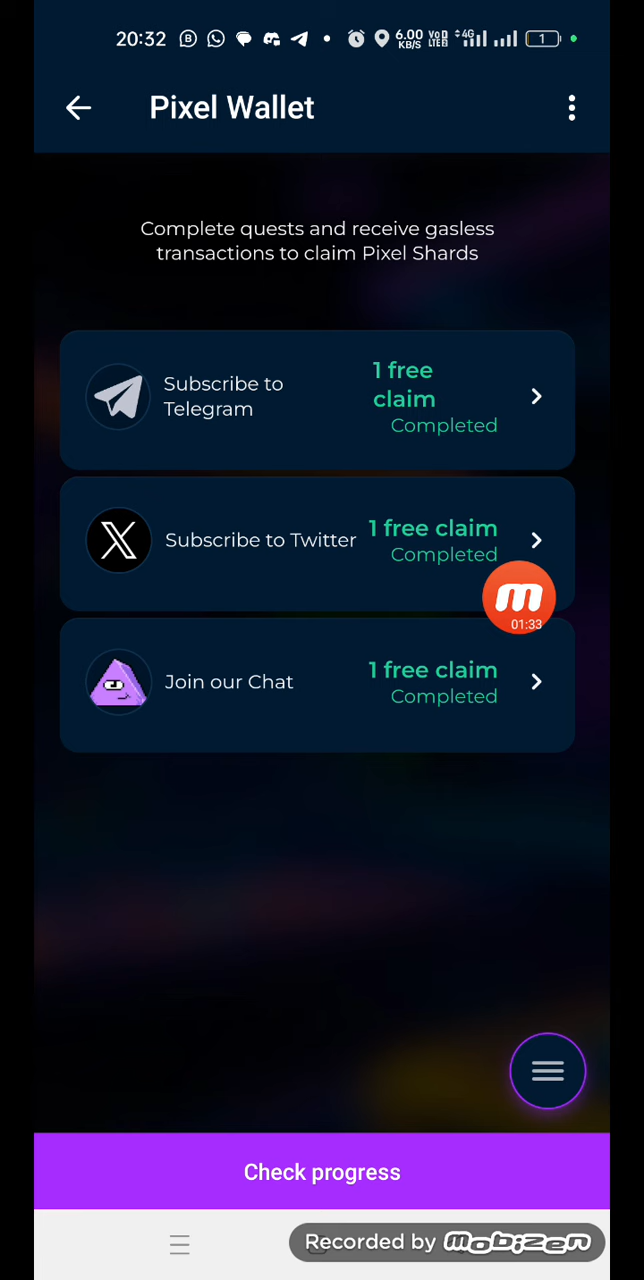 20:32 B 6.00 KB/S VoD LTE2 4G 1
Pixel Wallet
Complete quests and receive gasless
transactions to claim Pixel Shards
Subscribe to
Telegram
1 free
claim
Completed
Subscribe to Twitter
1 free claim
Completed
01:33
Join our Chat
1 free claim
Completed
Check progress
Recorded by mobizen